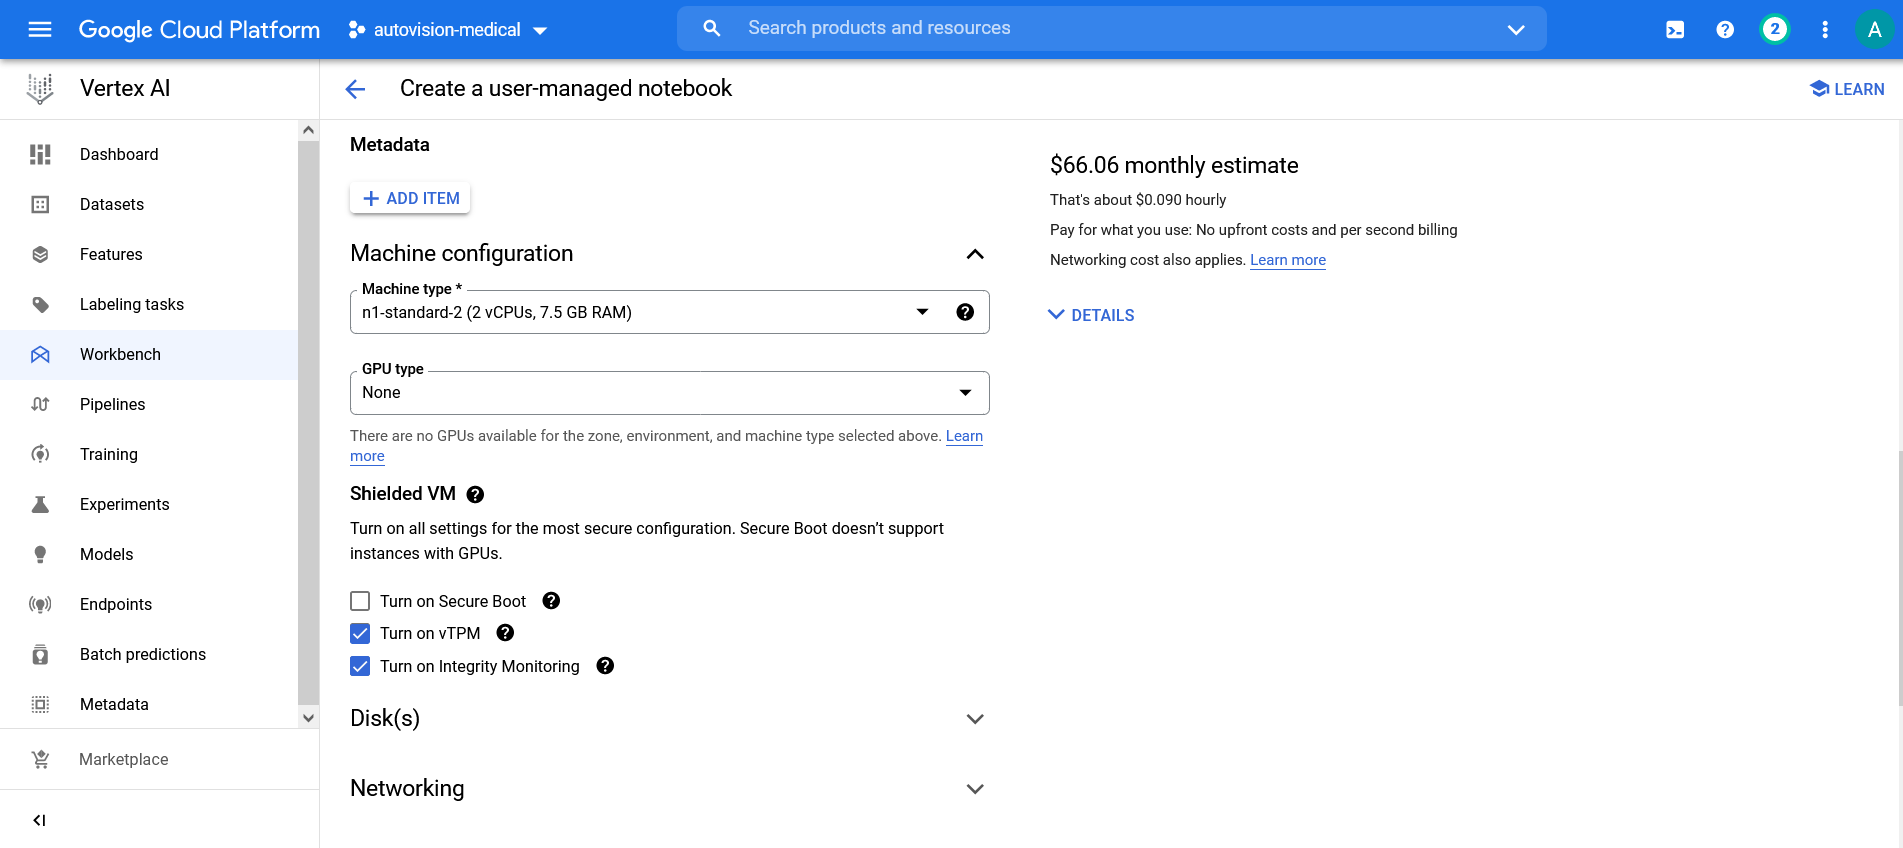 Google Cloud Platform
autovision-medical
Search products and resources
2
A
Vertex AI
Create a user-managed notebook
LEARN
Dashboard
Datasets
Features
Labeling tasks
Workbench
Pipelines
Training
Experiments
Models
Endpoints
Batch predictions
Metadata
Marketplace
Metadata
ADD ITEM
Machine configuration
Machine type *
n1-standard-2 (2 vCPUs, 7.5 GB RAM)
GPU type
None
There are no GPUs available for the zone, environment, and machine type selected above. Learn
more
Shielded VM
Turn on all settings for the most secure configuration. Secure Boot doesn’t support
instances with GPUs.
Turn on Secure Boot
Turn on vTPM
Turn on Integrity Monitoring
Disk(s)
Networking
$66.06 monthly estimate
That's about $0.090 hourly
Pay for what you use: No upfront costs and per second billing
Networking cost also applies. Learn more
DETAILS